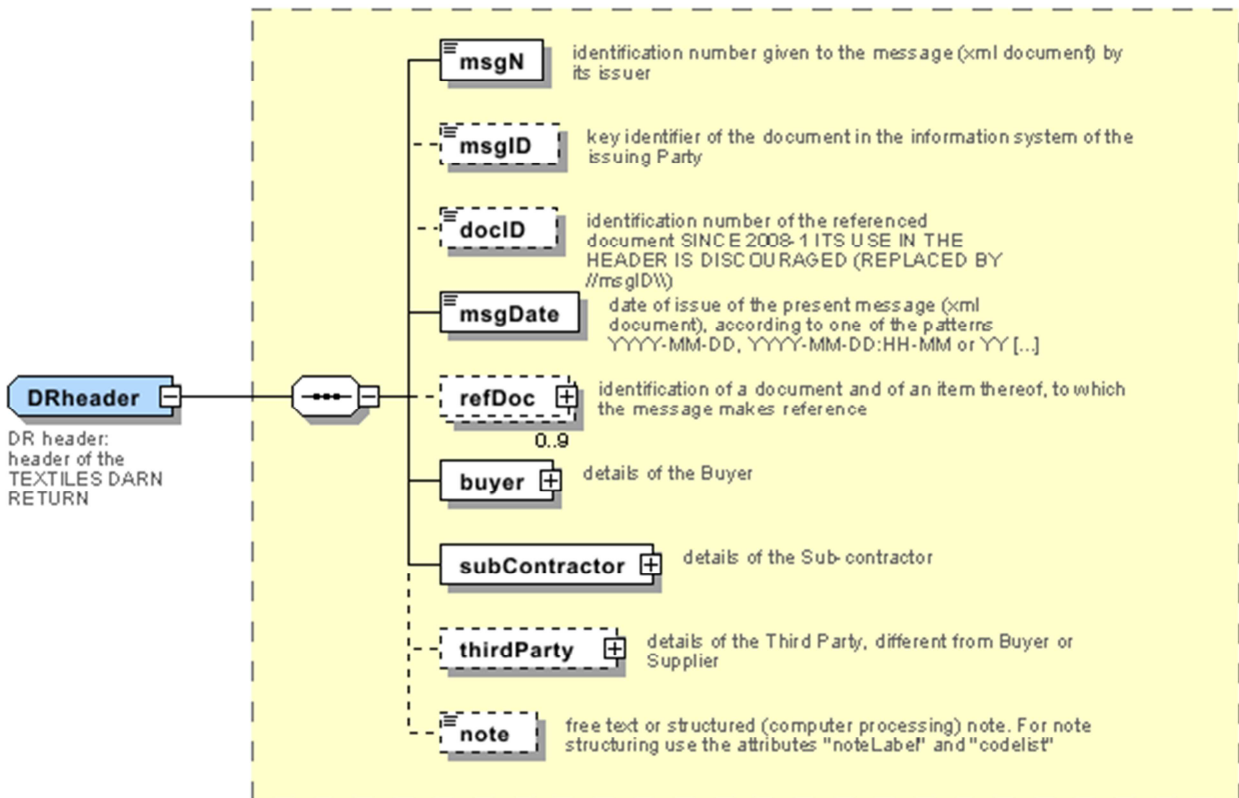 msgN
identification number given to the message (xml document) by
its issuer
msgID
key identifier of the document in the information system of the
issuing Party
docID
identification number of the referenced
document SINCE 2008-1 ITS USE IN THE
HEADER IS DISCOURAGED (REPLACED BY
//msgID\\)
msgDate
date of issue of the present message (xml
document), according to one of the patterns
YYYY-MM-DD, YYYY-MM-DD:HH-MM or YY [...]
DRheader
DR header:
header of the
TEXTILES DARN
RETURN
refDoc
identification of a document and of an item thereof, to which
the message makes reference
0..9
buyer
details of the Buyer
subContractor
details of the Sub-contractor
thirdParty
details of the Third Party, different from Buyer or
Supplier
note
free text or structured (computer processing) note. For note
structuring use the attributes "noteLabel" and "codelist"